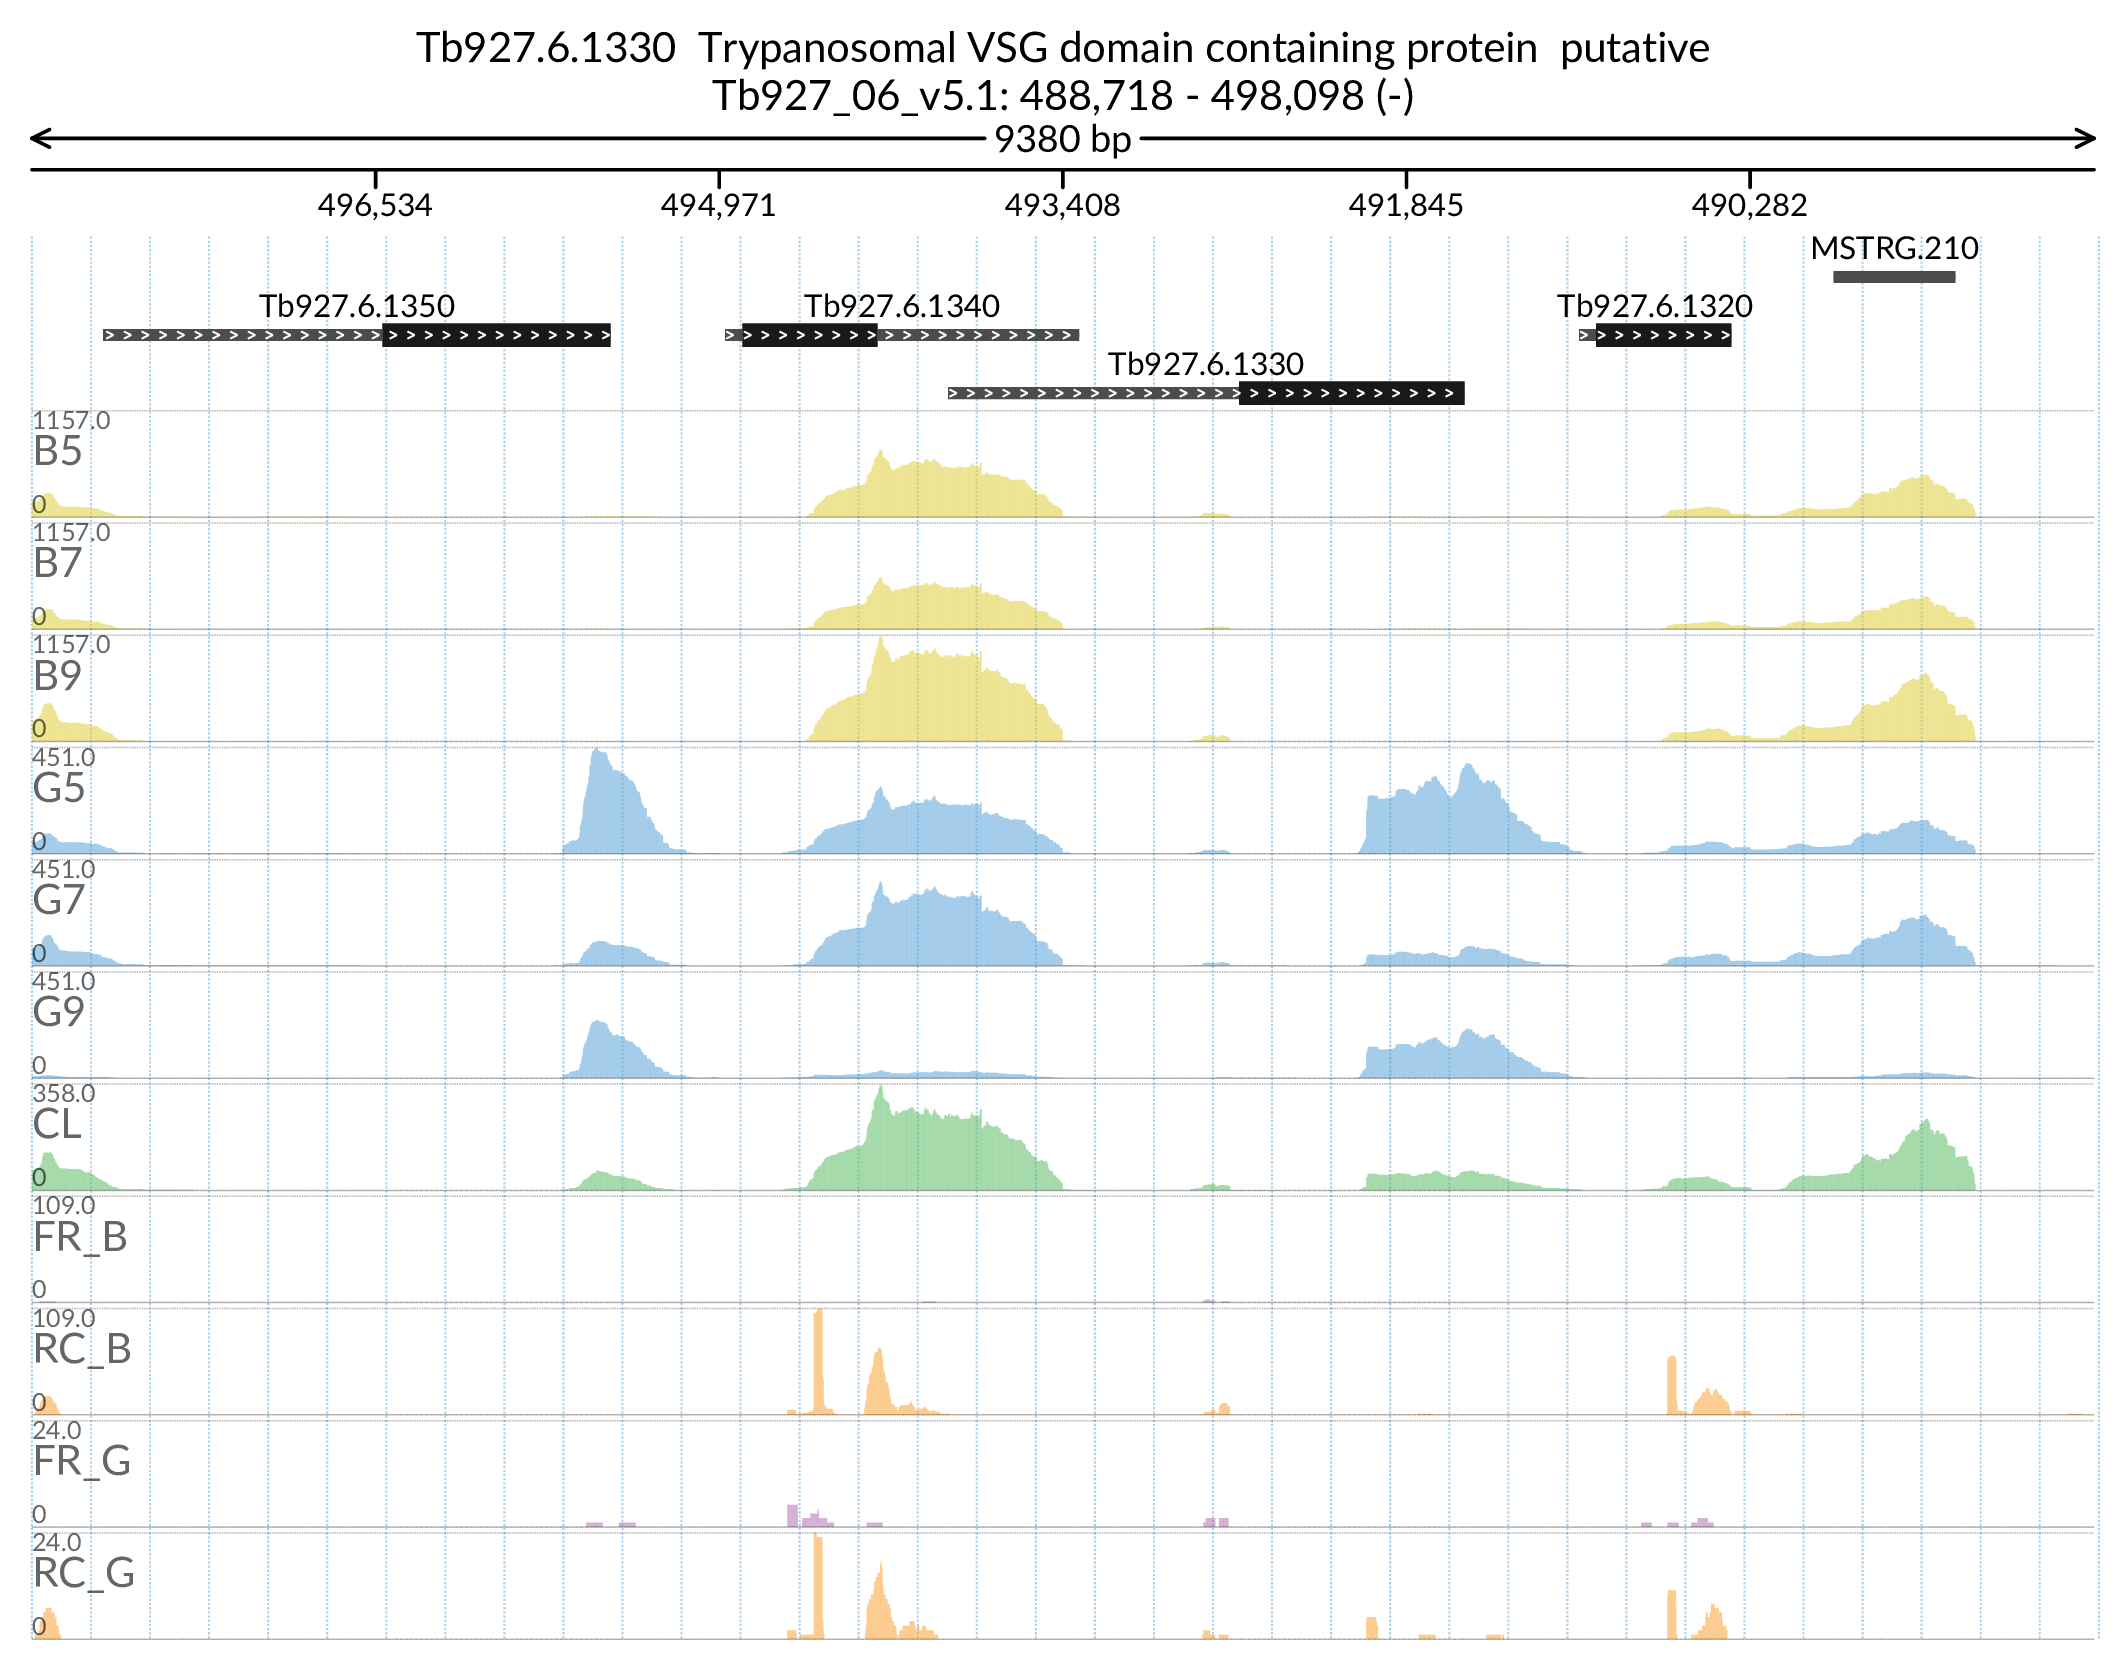 Tb927.6.1330  Trypanosomal VSG domain containing protein  putative
Tb927_06_v5.1: 488,718 - 498,098 (-)
9380 bp
496,534 494,971 493,408 491,845 490,282
MSTRG.210
Tb927.6.1350 Tb927.6.1340 Tb927.6.1320
Tb927.6.1330
1157.0
B5
0
1157.0
B7
0
1157.0
B9
0
451.0
G5
0
451.0
G7
0
451.0
G9
0
358.0
CL
0
109.0
FR_B
0
109.0
RC_B
0
24.0
FR_G
0
24.0
RC_G
0